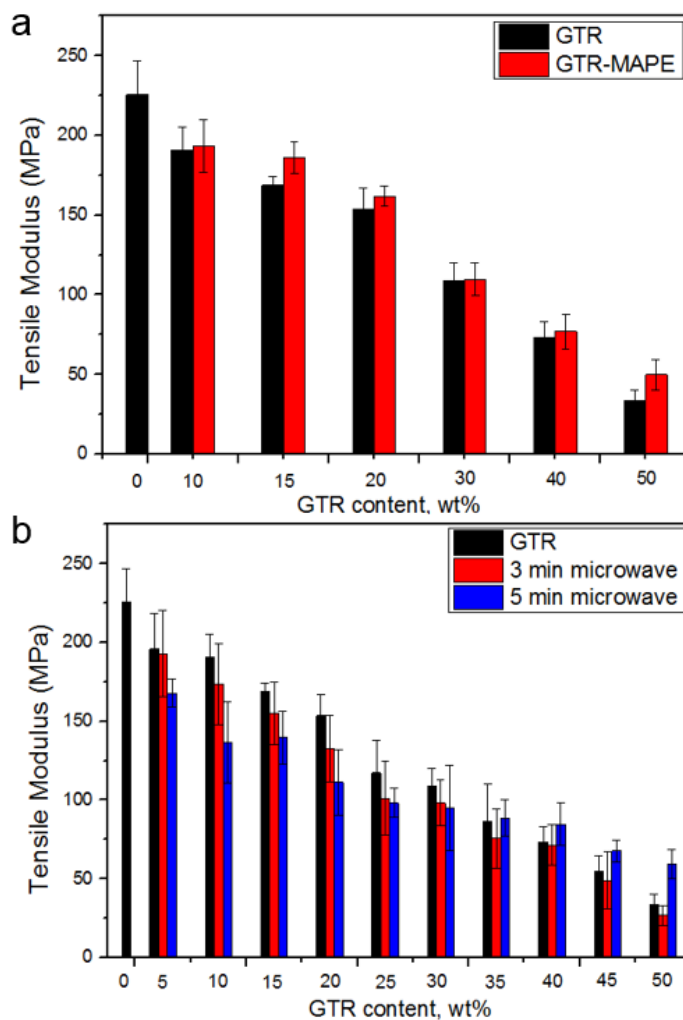 a
GTR
GTR-MAPE
250
200
150
100
50
0
Tensile Modulus (MPa)
0 10 15 20 30 40 50
GTR content, wt%
b
GTR
3 min microwave
5 min microwave
250
200
150
100
50
0
Tensile Modulus (MPa)
0 5 10 15 20 25 30 35 40 45 50
GTR content, wt%